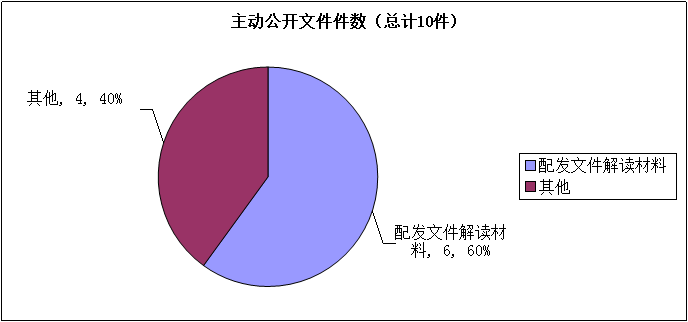 主动公开文件件数（总计10件）
其他, 4, 40%
配发文件解读材
料, 6, 60%
配发文件解读材料
其他